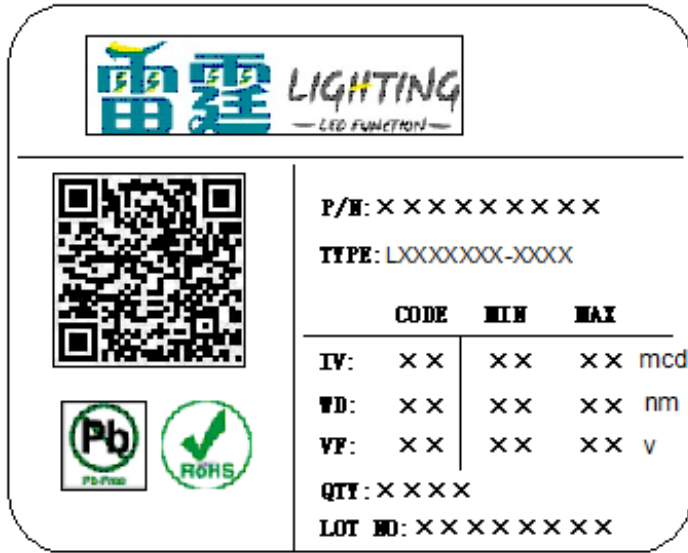 雷霆 LIGHTING
— LED FUNCTION —
P/N: ×××××××××
TYPE: LXXXXXXX-XXXX
CODE MIN MAX
IV: ×× ×× ×× mcd
WD: ×× ×× ×× nm
VF: ×× ×× ×× v
Pb
Pb-Free
RoHS
QTY: ××××
LOT NO: ××××××××